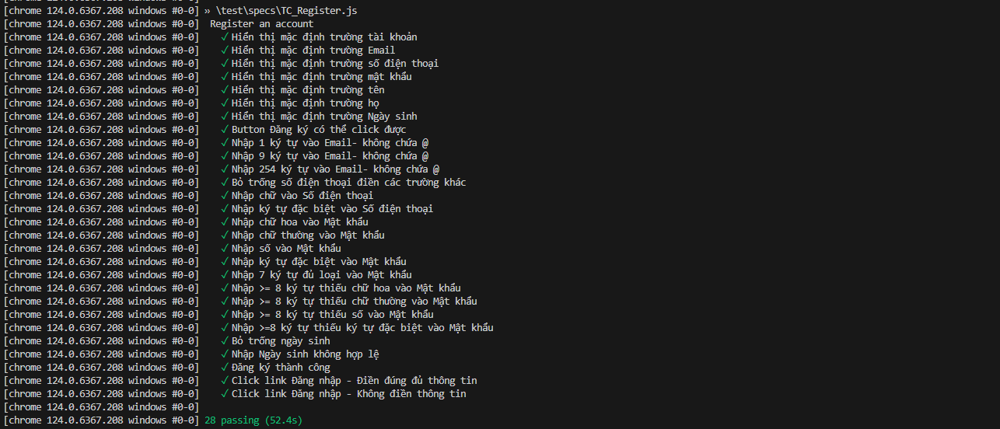 [chrome 124.0.6367.208 windows #0-0] » \test\specs\TC_Register.js
[chrome 124.0.6367.208 windows #0-0] Register an account
[chrome 124.0.6367.208 windows #0-0] ✓ Hiển thị mặc định trường tài khoản
[chrome 124.0.6367.208 windows #0-0] ✓ Hiển thị mặc định trường Email
[chrome 124.0.6367.208 windows #0-0] ✓ Hiển thị mặc định trường số điện thoại
[chrome 124.0.6367.208 windows #0-0] ✓ Hiển thị mặc định trường mật khẩu
[chrome 124.0.6367.208 windows #0-0] ✓ Hiển thị mặc định trường tên
[chrome 124.0.6367.208 windows #0-0] ✓ Hiển thị mặc định trường họ
[chrome 124.0.6367.208 windows #0-0] ✓ Hiển thị mặc định trường Ngày sinh
[chrome 124.0.6367.208 windows #0-0] ✓ Button Đăng ký có thể click được
[chrome 124.0.6367.208 windows #0-0] ✓ Nhập 1 ký tự vào Email- không chứa @
[chrome 124.0.6367.208 windows #0-0] ✓ Nhập 9 ký tự vào Email- không chứa @
[chrome 124.0.6367.208 windows #0-0] ✓ Nhập 254 ký tự vào Email- không chứa @
[chrome 124.0.6367.208 windows #0-0] ✓ Bỏ trống số điện thoại điền các trường khác
[chrome 124.0.6367.208 windows #0-0] ✓ Nhập chữ vào Số điện thoại
[chrome 124.0.6367.208 windows #0-0] ✓ Nhập ký tự đặc biệt vào Số điện thoại
[chrome 124.0.6367.208 windows #0-0] ✓ Nhập chữ hoa vào Mật khẩu
[chrome 124.0.6367.208 windows #0-0] ✓ Nhập chữ thường vào Mật khẩu
[chrome 124.0.6367.208 windows #0-0] ✓ Nhập số vào Mật khẩu
[chrome 124.0.6367.208 windows #0-0] ✓ Nhập ký tự đặc biệt vào Mật khẩu
[chrome 124.0.6367.208 windows #0-0] ✓ Nhập 7 ký tự đủ loại vào Mật khẩu
[chrome 124.0.6367.208 windows #0-0] ✓ Nhập >= 8 ký tự thiếu chữ hoa vào Mật khẩu
[chrome 124.0.6367.208 windows #0-0] ✓ Nhập >= 8 ký tự thiếu chữ thường vào Mật khẩu
[chrome 124.0.6367.208 windows #0-0] ✓ Nhập >= 8 ký tự thiếu số vào Mật khẩu
[chrome 124.0.6367.208 windows #0-0] ✓ Nhập >=8 ký tự thiếu ký tự đặc biệt vào Mật khẩu
[chrome 124.0.6367.208 windows #0-0] ✓ Bỏ trống ngày sinh
[chrome 124.0.6367.208 windows #0-0] ✓ Nhập Ngày sinh không hợp lệ
[chrome 124.0.6367.208 windows #0-0] ✓ Đăng ký thành công
[chrome 124.0.6367.208 windows #0-0] ✓ Click link Đăng nhập - Điền đúng đủ thông tin
[chrome 124.0.6367.208 windows #0-0] ✓ Click link Đăng nhập - Không điền thông tin
[chrome 124.0.6367.208 windows #0-0]
[chrome 124.0.6367.208 windows #0-0] 28 passing (52.4s)